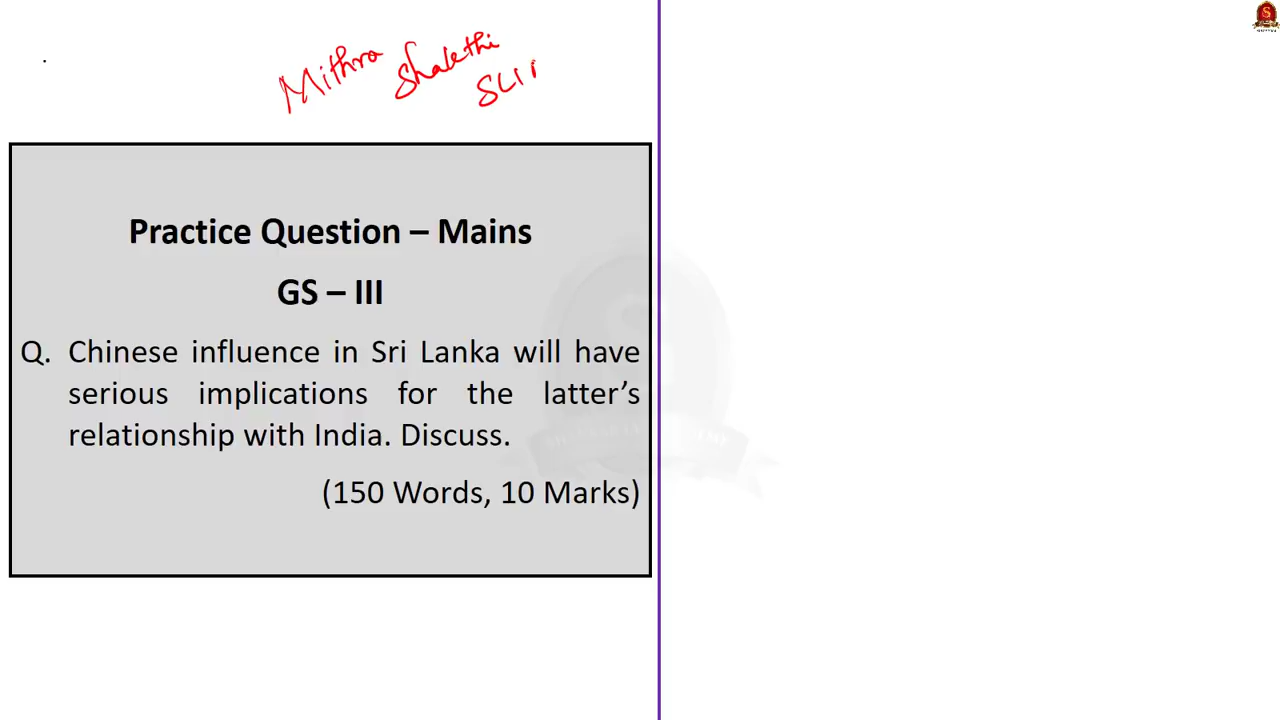 Mithra
Shakthi
Practice Question – Mains
GS – III
Q. Chinese influence in Sri Lanka will have
serious implications for the latter’s
relationship with India. Discuss.
(150 Words, 10 Marks)